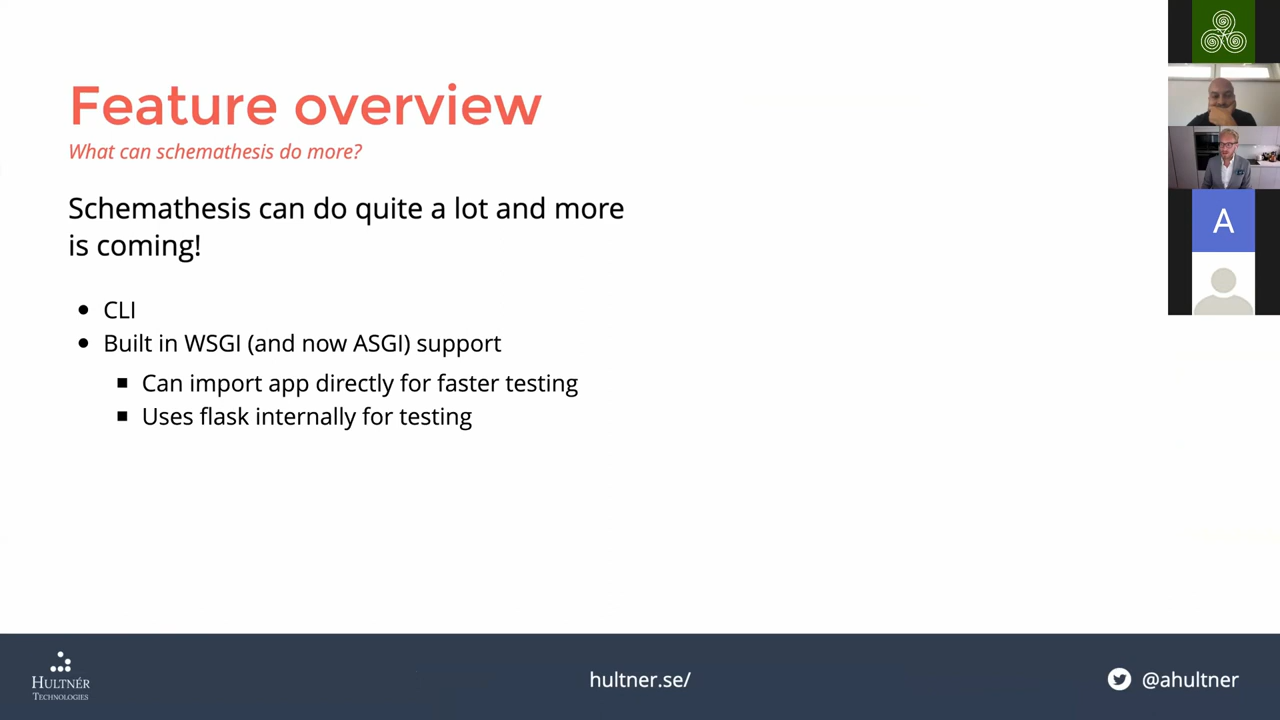 Feature overview
What can schemathesis do more?
Schemathesis can do quite a lot and more
is coming!
CLI
Built in WSGI (and now ASGI) support
Can import app directly for faster testing
Uses flask internally for testing
A
HULTNÉR
TECHNOLOGIES
hultner.se/
@ahultner